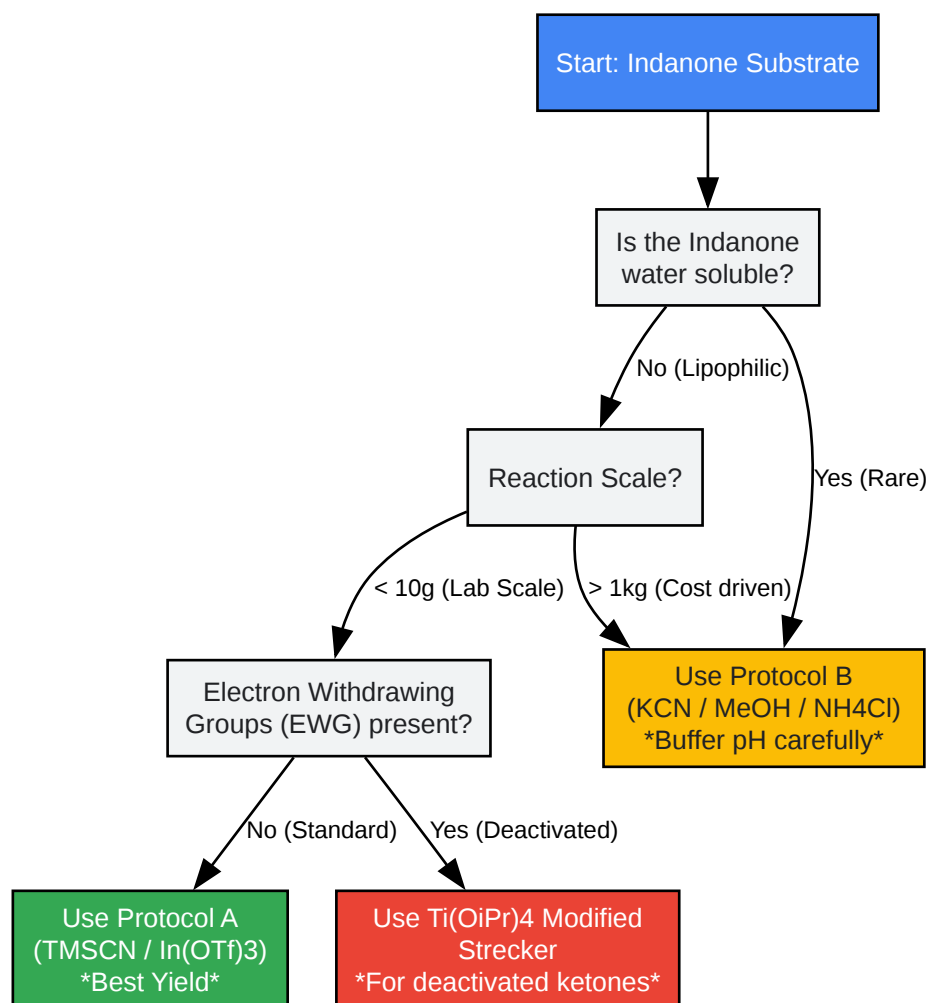 Start: Indanone Substrate
Is the Indanone
water soluble?
No (Lipophilic)
Yes (Rare)
Reaction Scale?
< 10g (Lab Scale)
> 1kg (Cost driven)
Electron Withdrawing
Groups (EWG) present?
Use Protocol B
(KCN / MeOH / NH4Cl)
*Buffer pH carefully*
No (Standard)
Yes (Deactivated)
Use Protocol A
(TMSCN / In(OTf)3)
*Best Yield*
Use Ti(OiPr)4 Modified
Strecker
*For deactivated ketones*